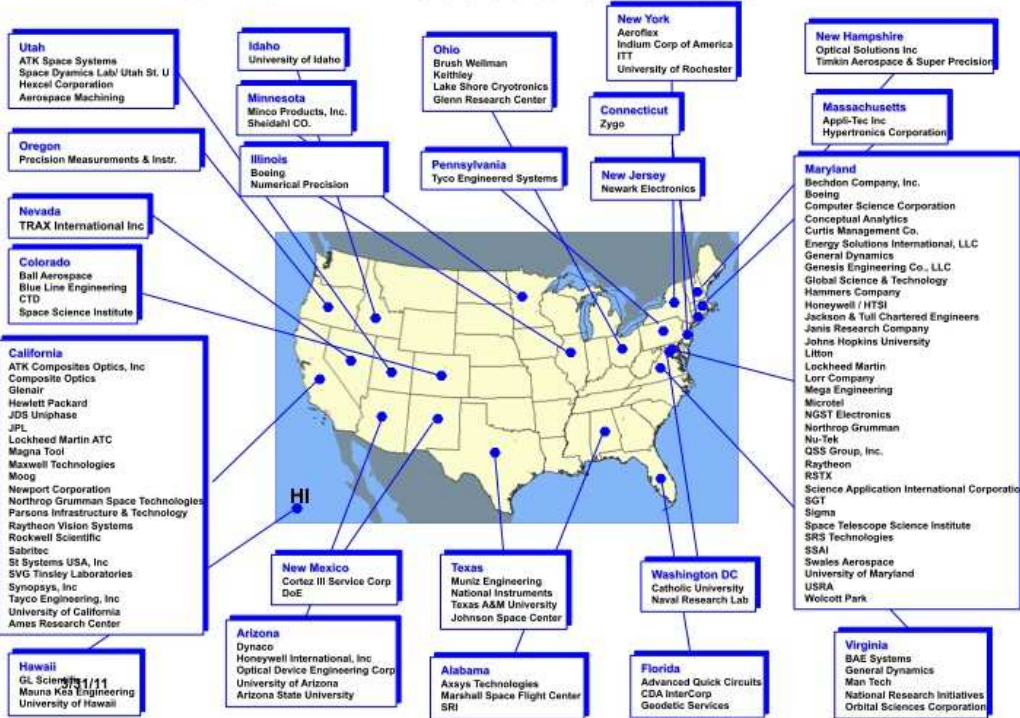 Utah
ATK Space Systems
Space Dyamics Lab/ Utah St. U
Hexcel Corporation
Aerospace Machining
Idaho
University of Idaho
Minnesota
Minco Products, Inc.
Sheidahl CO.
Ohio
Brush Wellman
Keithley
Lake Shore Cryotronics
Glenn Research Center
New York
Aeroflex
Indium Corp of America
ITT
University of Rochester
New Hampshire
Optical Solutions Inc
Timkin Aerospace & Super Precision
Connecticut
Zygo
Massachusetts
Appli-Tec Inc
Hypertronics Corporation
Oregon
Precision Measurements & Instr.
Illinois
Boeing
Numerical Precision
Pennsylvania
Tyco Engineered Systems
New Jersey
Newark Electronics
Maryland
Bechdon Company, Inc.
Boeing
Computer Science Corporation
Conceptual Analytics
Curtis Management Co.
Energy Solutions International, LLC
General Dynamics
Genesis Engineering Co., LLC
Global Science & Technology
Hammers Company
Honeywell / HTSI
Jackson & Tull Chartered Engineers
Janis Research Company
Johns Hopkins University
Litton
Lockheed Martin
Lorr Company
Mega Engineering
Microtel
NGST Electronics
Northrop Grumman
Nu-Tek
QSS Group, Inc.
Raytheon
RSTX
Science Application International Corporatio
SGT
Sigma
Space Telescope Science Institute
SRS Technologies
SSAI
Swales Aerospace
University of Maryland
USRA
Wolcott Park
Nevada
TRAX International Inc
Colorado
Ball Aerospace
Blue Line Engineering
CTD
Space Science Institute
California
ATK Composites Optics, Inc
Composite Optics
Glenair
Hewlett Packard
JDS Uniphase
JPL
Lockheed Martin ATC
Magna Tool
Maxwell Technologies
Moog
Newport Corporation
Northrop Grumman Space Technologies
Parsons Infrastructure & Technology
Raytheon Vision Systems
Rockwell Scientific
Sabritec
St Systems USA, Inc
SVG Tinsley Laboratories
Synopsys, Inc
Tayco Engineering, Inc
University of California
Ames Research Center
HI
New Mexico
Cortez III Service Corp
DoE
Texas
Muniz Engineering
National Instruments
Texas A&M University
Johnson Space Center
Washington DC
Catholic University
Naval Research Lab
Arizona
Dynaco
Honeywell International, Inc
Optical Device Engineering Corp
University of Arizona
Arizona State University
Alabama
Axsys Technologies
Marshall Space Flight Center
SRI
Florida
Advanced Quick Circuits
CDA InterCorp
Geodetic Services
Virginia
BAE Systems
General Dynamics
Man Tech
National Research Initiatives
Orbital Sciences Corporation
Hawaii
GL
3/31/11
Mauna Kea Engineering
University of Hawaii